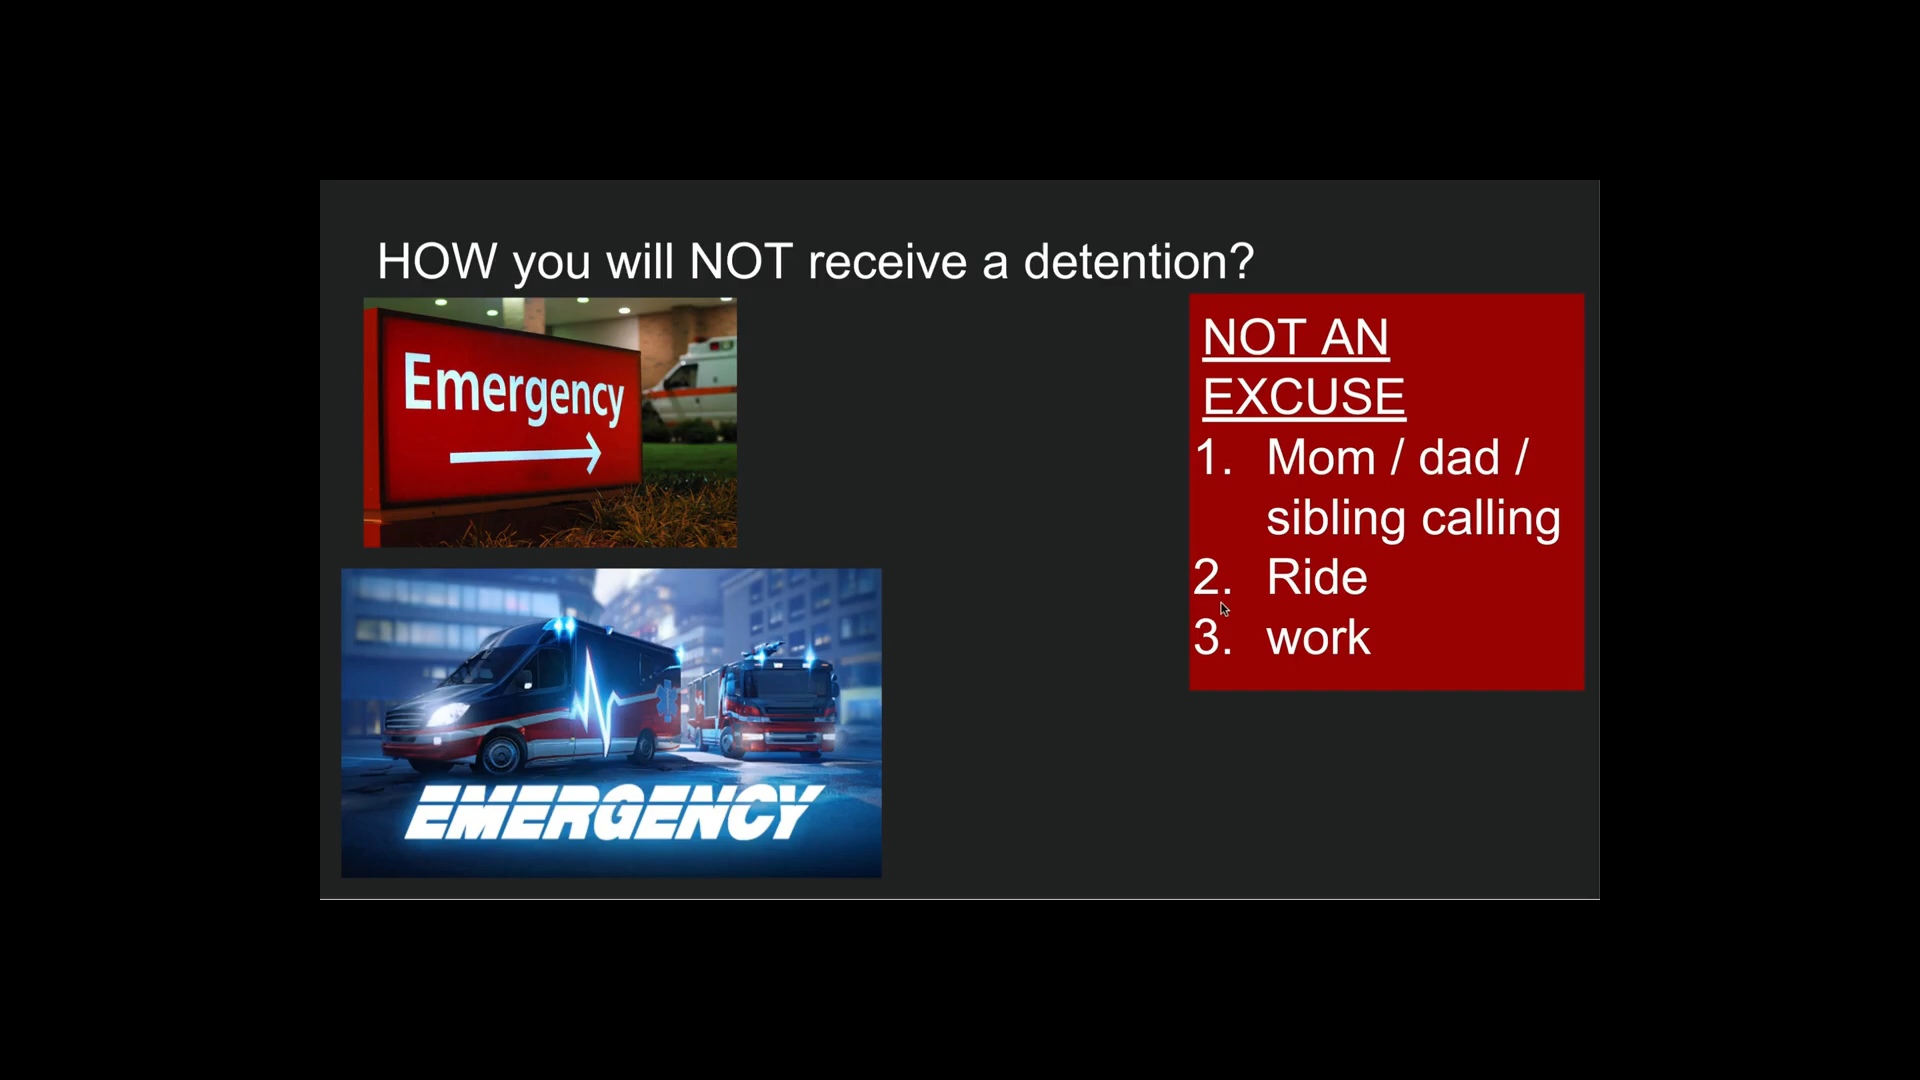 HOW you will NOT receive a detention?
Emergency
EMERGENCY
NOT AN
EXCUSE
1. Mom / dad /
sibling calling
2. Ride
3. work